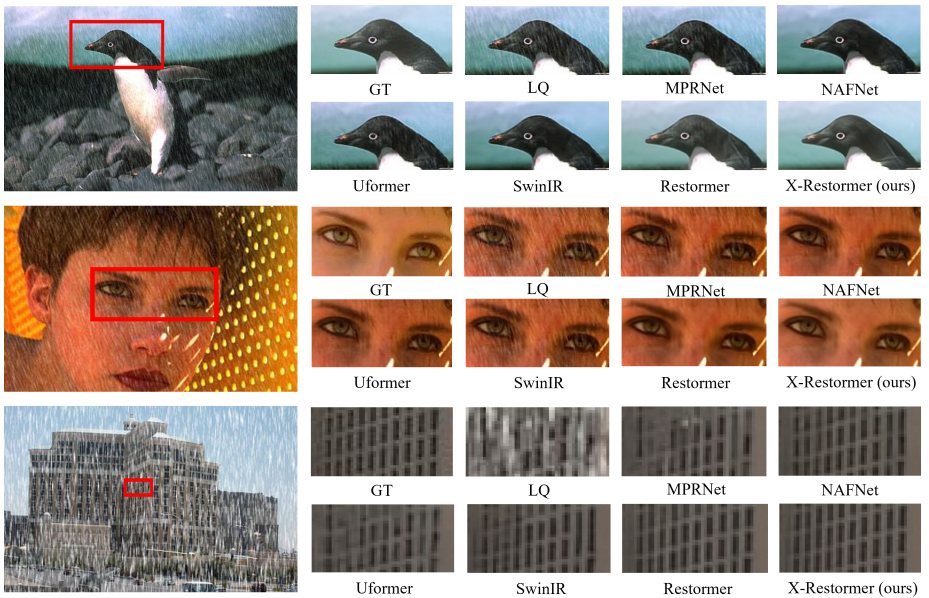 GT LQ MPRNet NAFNet
Uformer SwinIR Restormer X-Restormer (ours)
GT LQ MPRNet NAFNet
Uformer SwinIR Restormer X-Restormer (ours)
GT LQ MPRNet NAFNet
Uformer SwinIR Restormer X-Restormer (ours)